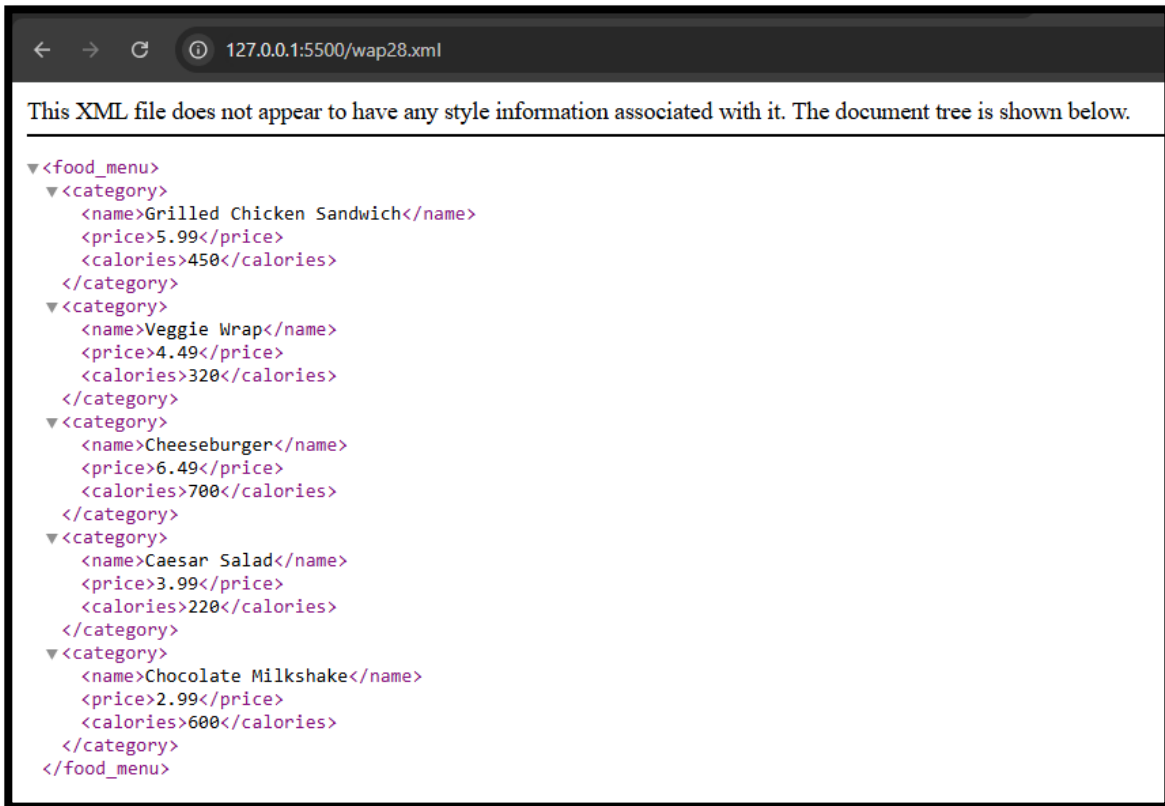 127.0.0.1:5500/wap28.xml
This XML file does not appear to have any style information associated with it. The document tree is shown below.
▼<food_menu>
▼<category>
<name>Grilled Chicken Sandwich</name>
<price>5.99</price>
<calories>450</calories>
</category>
▼<category>
<name>Veggie Wrap</name>
<price>4.49</price>
<calories>320</calories>
</category>
▼<category>
<name>Cheeseburger</name>
<price>6.49</price>
<calories>700</calories>
</category>
▼<category>
<name>Caesar Salad</name>
<price>3.99</price>
<calories>220</calories>
</category>
▼<category>
<name>Chocolate Milkshake</name>
<price>2.99</price>
<calories>600</calories>
</category>
</food_menu>